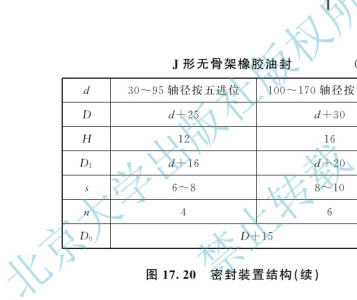 J 形无骨架橡胶油封
d 30～95 轴径按五进位 100～170 轴径按
D d+25 d+30
H 12 16
D₁ d+16 d+20
s 6～8 8～10
n 4 6
D₀ D+15
图 17.20 密封装置结构(续)
北京大学出版社版权所
禁止转载